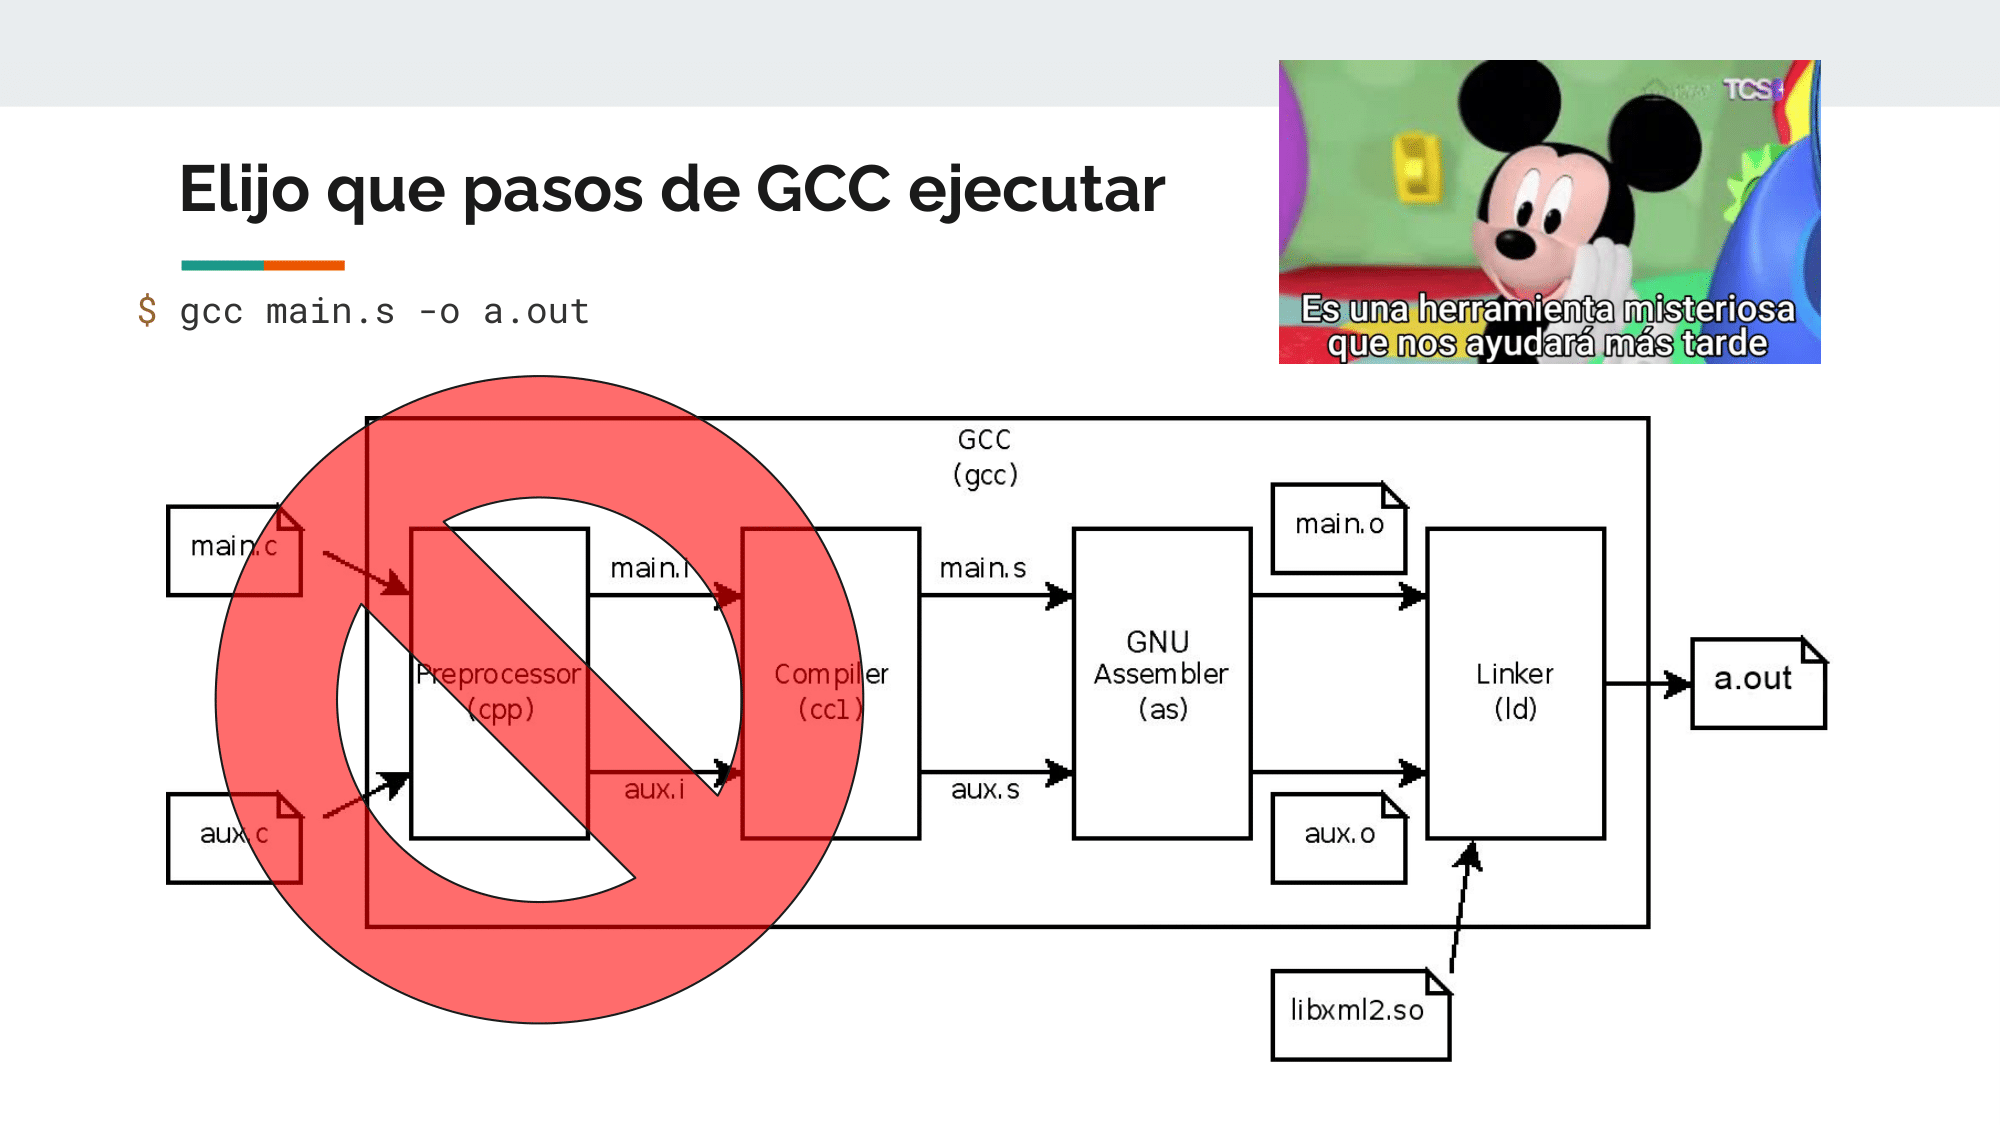 TCS+
Elijo que pasos de GCC ejecutar
$ gcc main.s -o a.out
Es una herramienta misteriosa
que nos ayudará más tarde
GCC
(gcc)
main.c
main.i
main.s
main.o
Preprocessor
(cpp)
Compiler
(ccl)
GNU
Assembler
(as)
Linker
(ld)
a.out
aux.c
aux.i
aux.s
aux.o
libxml2.so